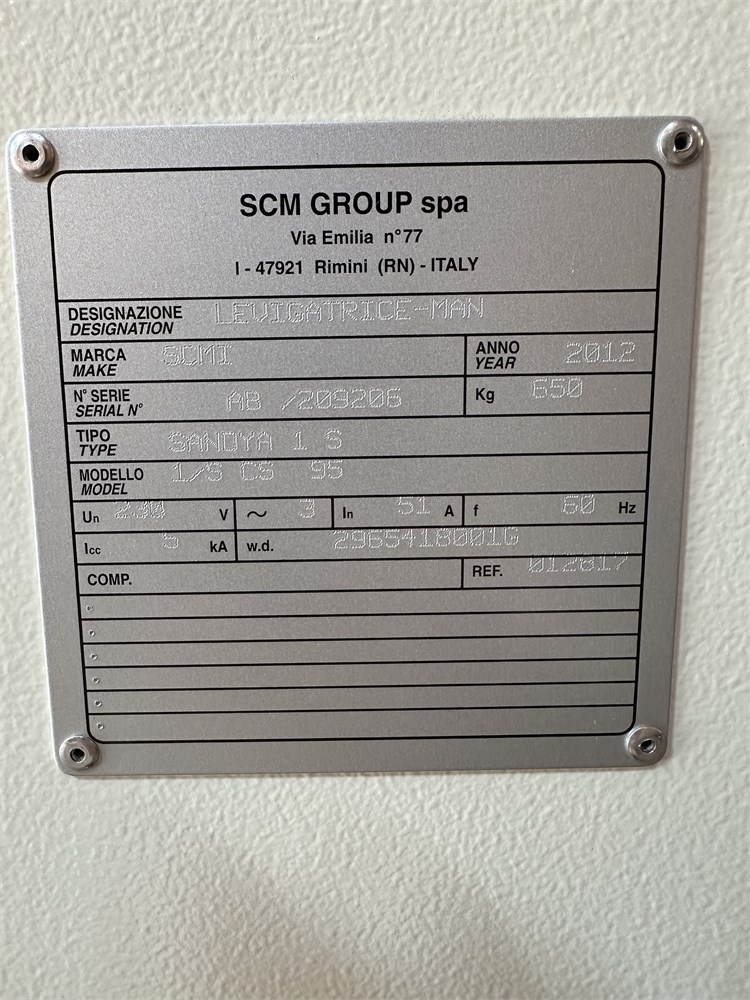 SCM GROUP spa
Via Emilia n°77
I - 47921 Rimini (RN) - ITALY
DESIGNAZIONE LEVIGATRICE-MAN
DESIGNATION
MARCA SCMI ANNO 2012
MAKE YEAR
N° SERIE AB /209206 Kg 650
SERIAL N°
TIPO SANDYA 1 S
TYPE
MODELLO 1/S CS 95
MODEL
Un 230 V ~ 3 In 51 A f 60 Hz
Icc 5 kA w.d. 2965418001G
COMP. REF. 012617